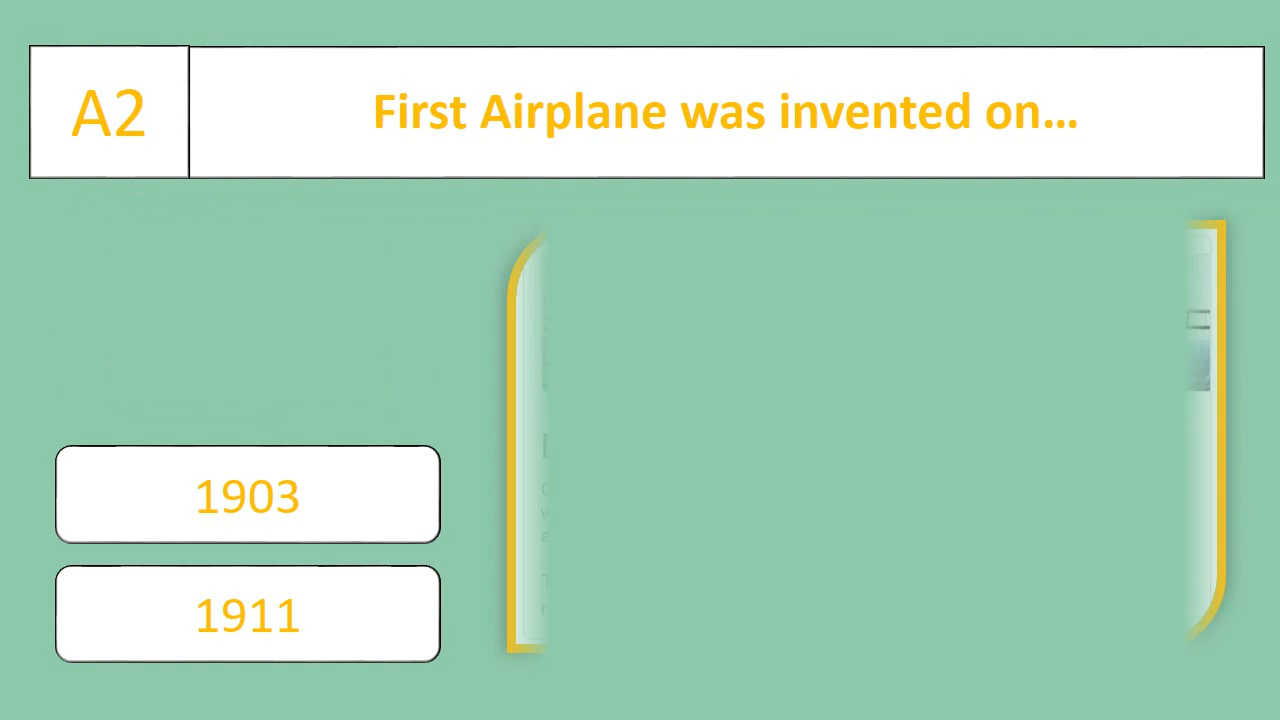 A2
First Airplane was invented on…
1903
1911